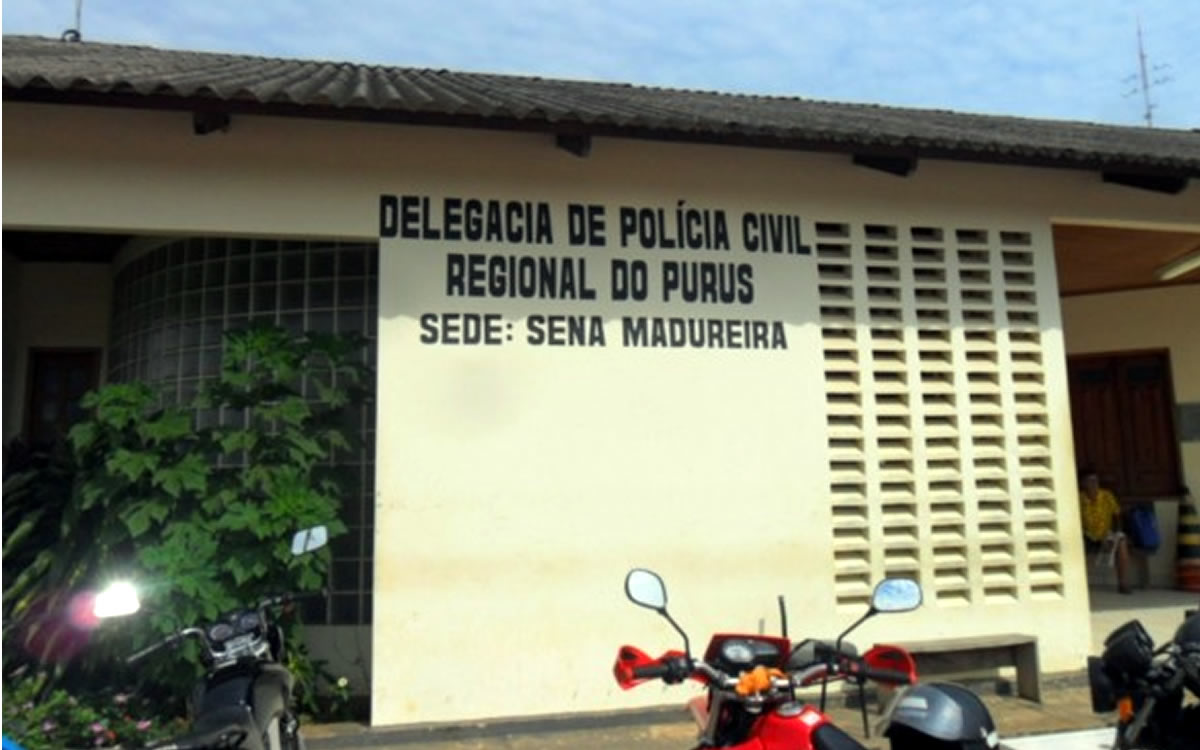 DELEGACIA DE POLÍCIA CIVIL
REGIONAL DO PURUS
SEDE: SENA MADUREIRA